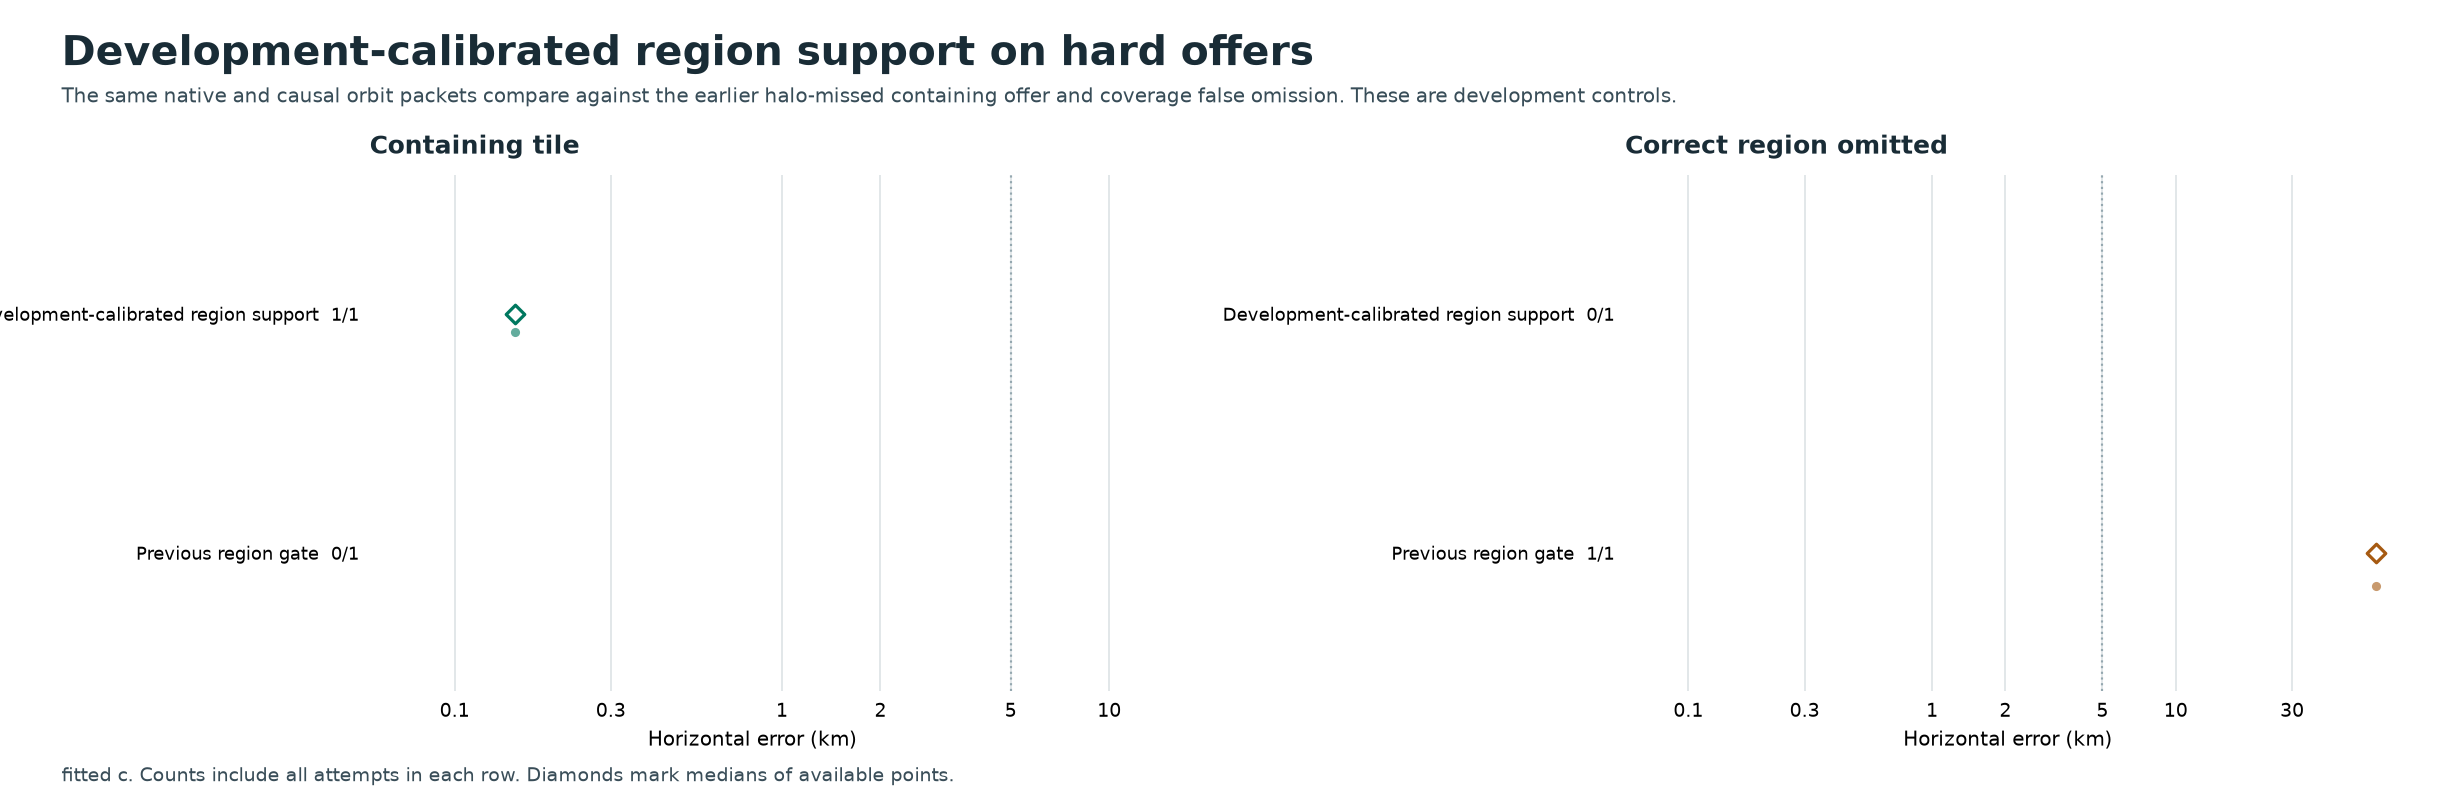 Development-calibrated region support on hard offers
The same native and causal orbit packets compare against the earlier halo-missed containing offer and coverage false omission. These are development controls.
Containing tile
velopment-calibrated region support 1/1
Previous region gate 0/1
0.1 0.3 1 2 5 10
Horizontal error (km)
Correct region omitted
Development-calibrated region support 0/1
Previous region gate 1/1
0.1 0.3 1 2 5 10 30
Horizontal error (km)
fitted c. Counts include all attempts in each row. Diamonds mark medians of available points.